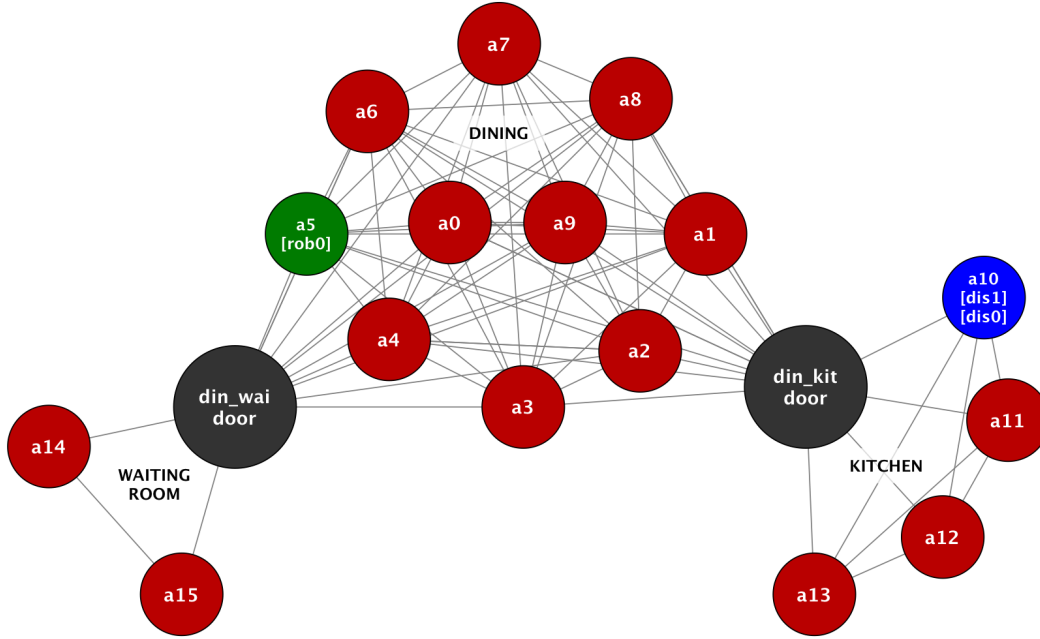 a7
a8
a6
DINING
a5
[rob0]
a0
a9
a1
a10
[dis1]
[dis0]
a4
a2
din_kit
door
din_wai
door
a3
a11
a14
WAITING
ROOM
KITCHEN
a12
a15
a13